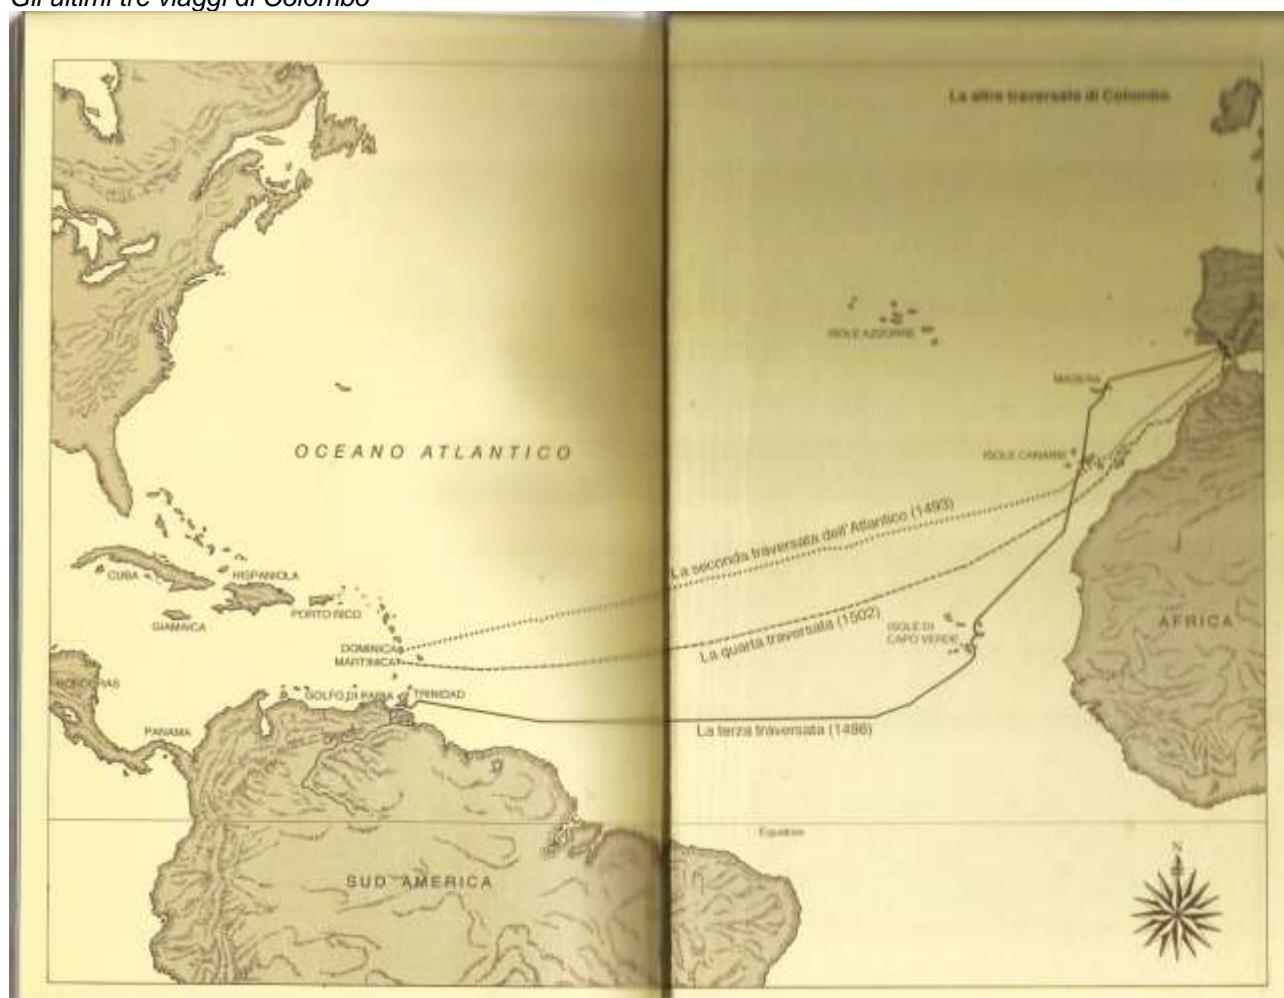 Gli ultimi tre viaggi di Colombo
Le altre traversate di Colombo
ISOLE AZZORRE
MADERA
OCEANO ATLANTICO
ISOLE CANARIE
La seconda traversata dell'Atlantico (1493)
CUBA
HISPANIOLA
PORTO RICO
GIAMAICA
La quarta traversata (1502)
ISOLE DI
CAPO VERDE
AFRICA
DOMINICA
MARTINICA
HONDURAS
GOLFO DI PARIA
TRINIDAD
PANAMA
La terza traversata (1498)
Equatore
N
SUD AMERICA